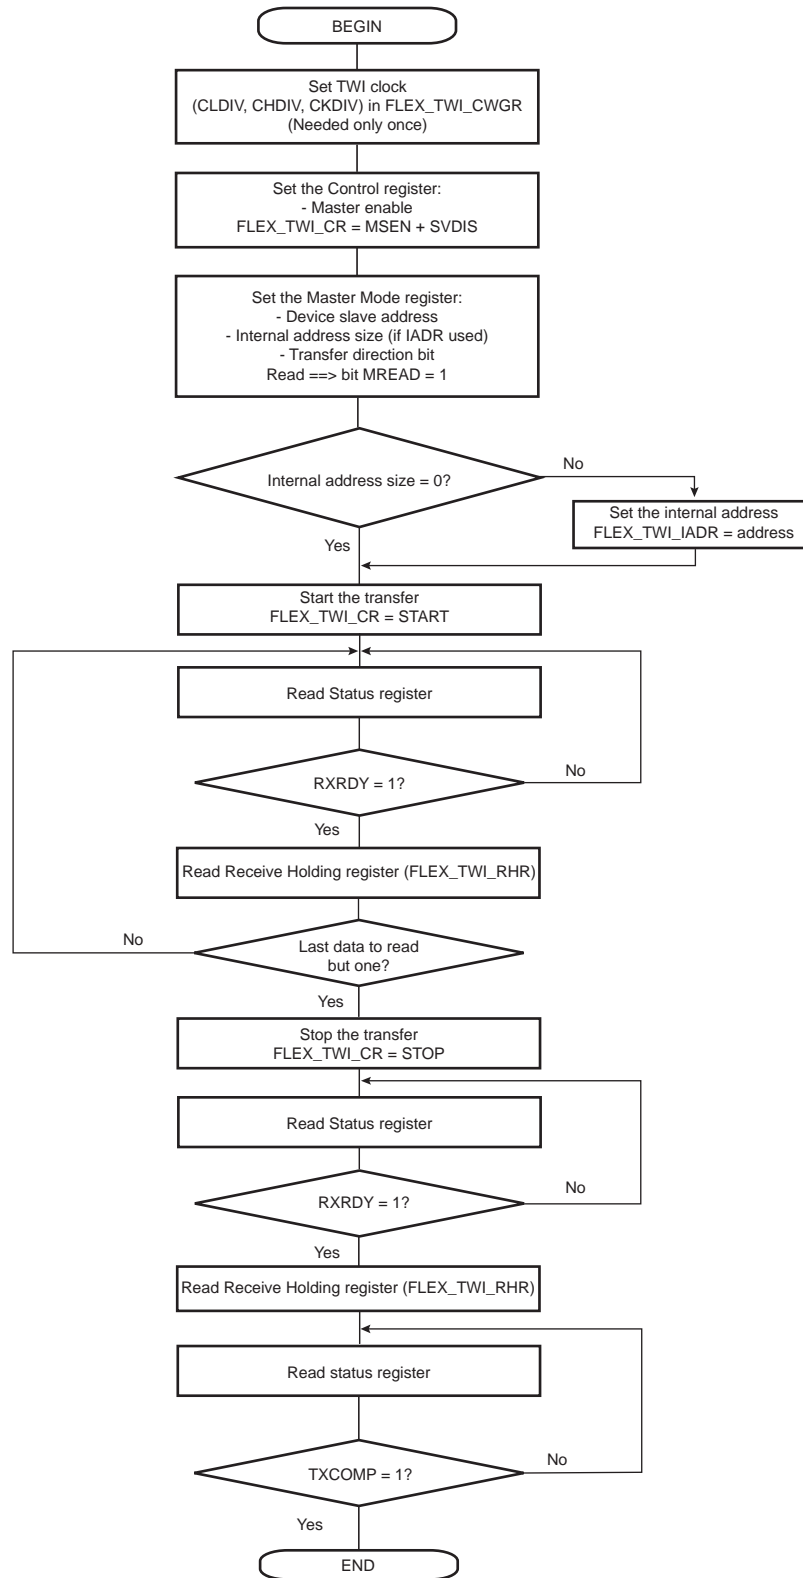 BEGIN
Set TWI clock
(CLDIV, CHDIV, CKDIV) in FLEX_TWI_CWGR
(Needed only once)
Set the Control register:
- Master enable
FLEX_TWI_CR = MSEN + SVDIS
Set the Master Mode register:
- Device slave address
- Internal address size (if IADR used)
- Transfer direction bit
Read ==> bit MREAD = 1
Internal address size = 0?
No
Set the internal address
FLEX_TWI_IADR = address
Yes
Start the transfer
FLEX_TWI_CR = START
Read Status register
RXRDY = 1?
No
Yes
Read Receive Holding register (FLEX_TWI_RHR)
No
Last data to read
but one?
Yes
Stop the transfer
FLEX_TWI_CR = STOP
Read Status register
RXRDY = 1?
No
Yes
Read Receive Holding register (FLEX_TWI_RHR)
Read status register
TXCOMP = 1?
No
Yes
END